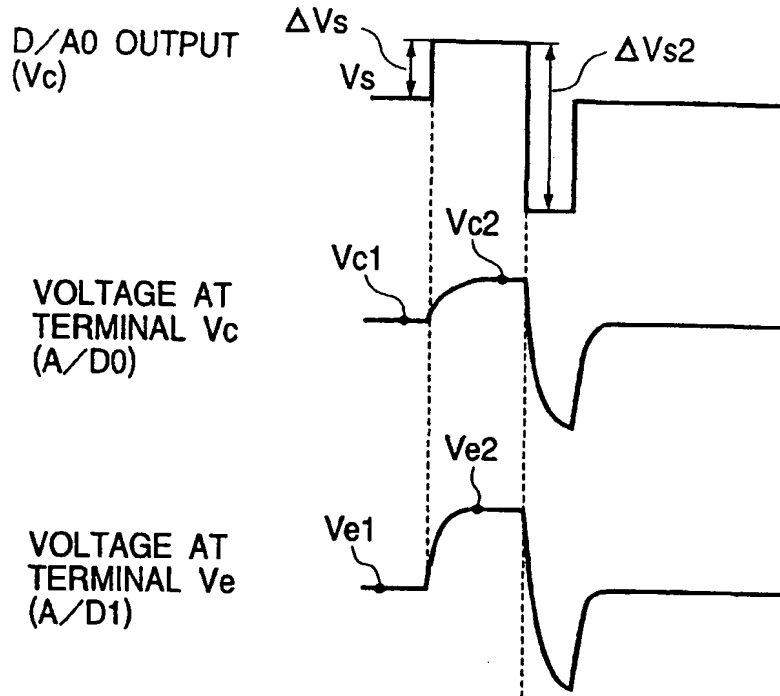 D/A0 OUTPUT
(Vc)
ΔVs
Vs
ΔVs2
VOLTAGE AT
TERMINAL Vc
(A/D0)
Vc1
Vc2
VOLTAGE AT
TERMINAL Ve
(A/D1)
Ve1
Ve2